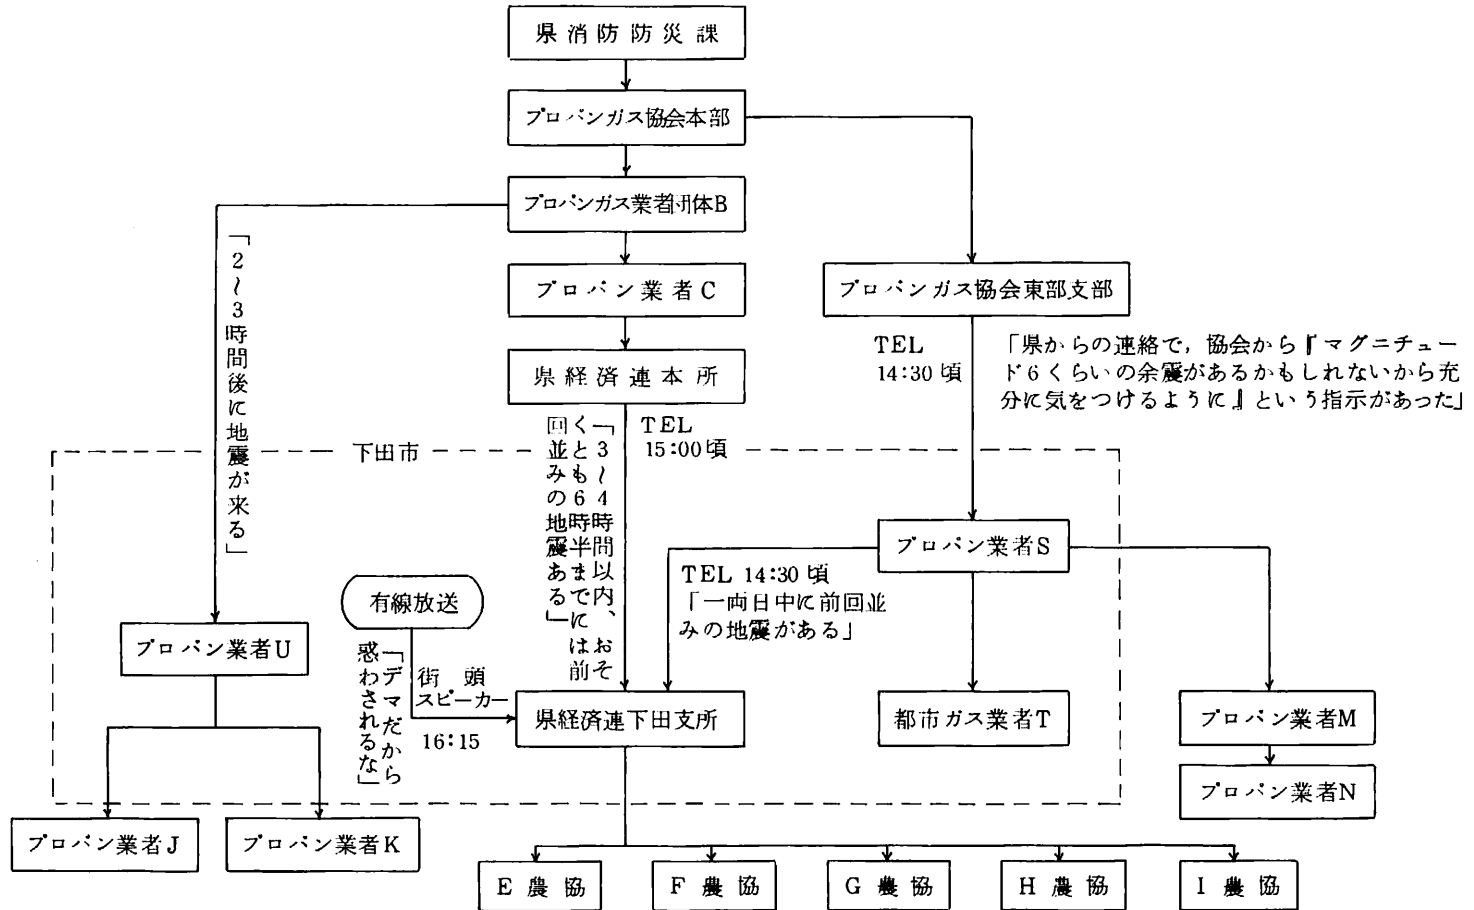 県消防防災課
プロパンガス協会本部
プロパンガス業者団体B
プロパン業者C
プロパンガス協会東部支部
県経済連本所
TEL
14:30頃
「県からの連絡で，協会から『マグニチュー
ド6くらいの余震があるかもしれないから充
分に気をつけるように』という指示があった」
「2〜3時間後に地震が来る」
TEL
15:00頃
「3〜4時間以内、おそ
くとも6時半までには前
回並みの地震ある」
下田市
プロパン業者S
TEL 14:30頃
「一両日中に前回並
みの地震がある」
有線放送
プロパン業者U
「デマだから
惑わされるな」
街頭
スピーカー
16:15
県経済連下田支所
都市ガス業者T
プロパン業者M
プロパン業者N
プロパン業者J
プロパン業者K
E農協
F農協
G農協
H農協
I農協